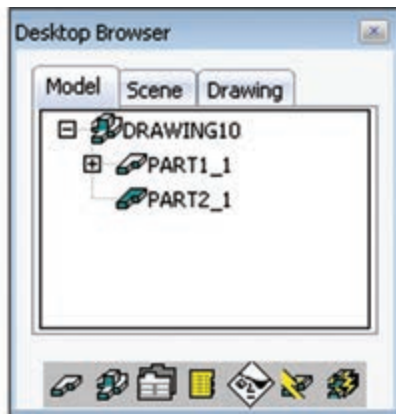 Desktop Browser
Model Scene Drawing
DRAWING10
PART1_1
PART2_1